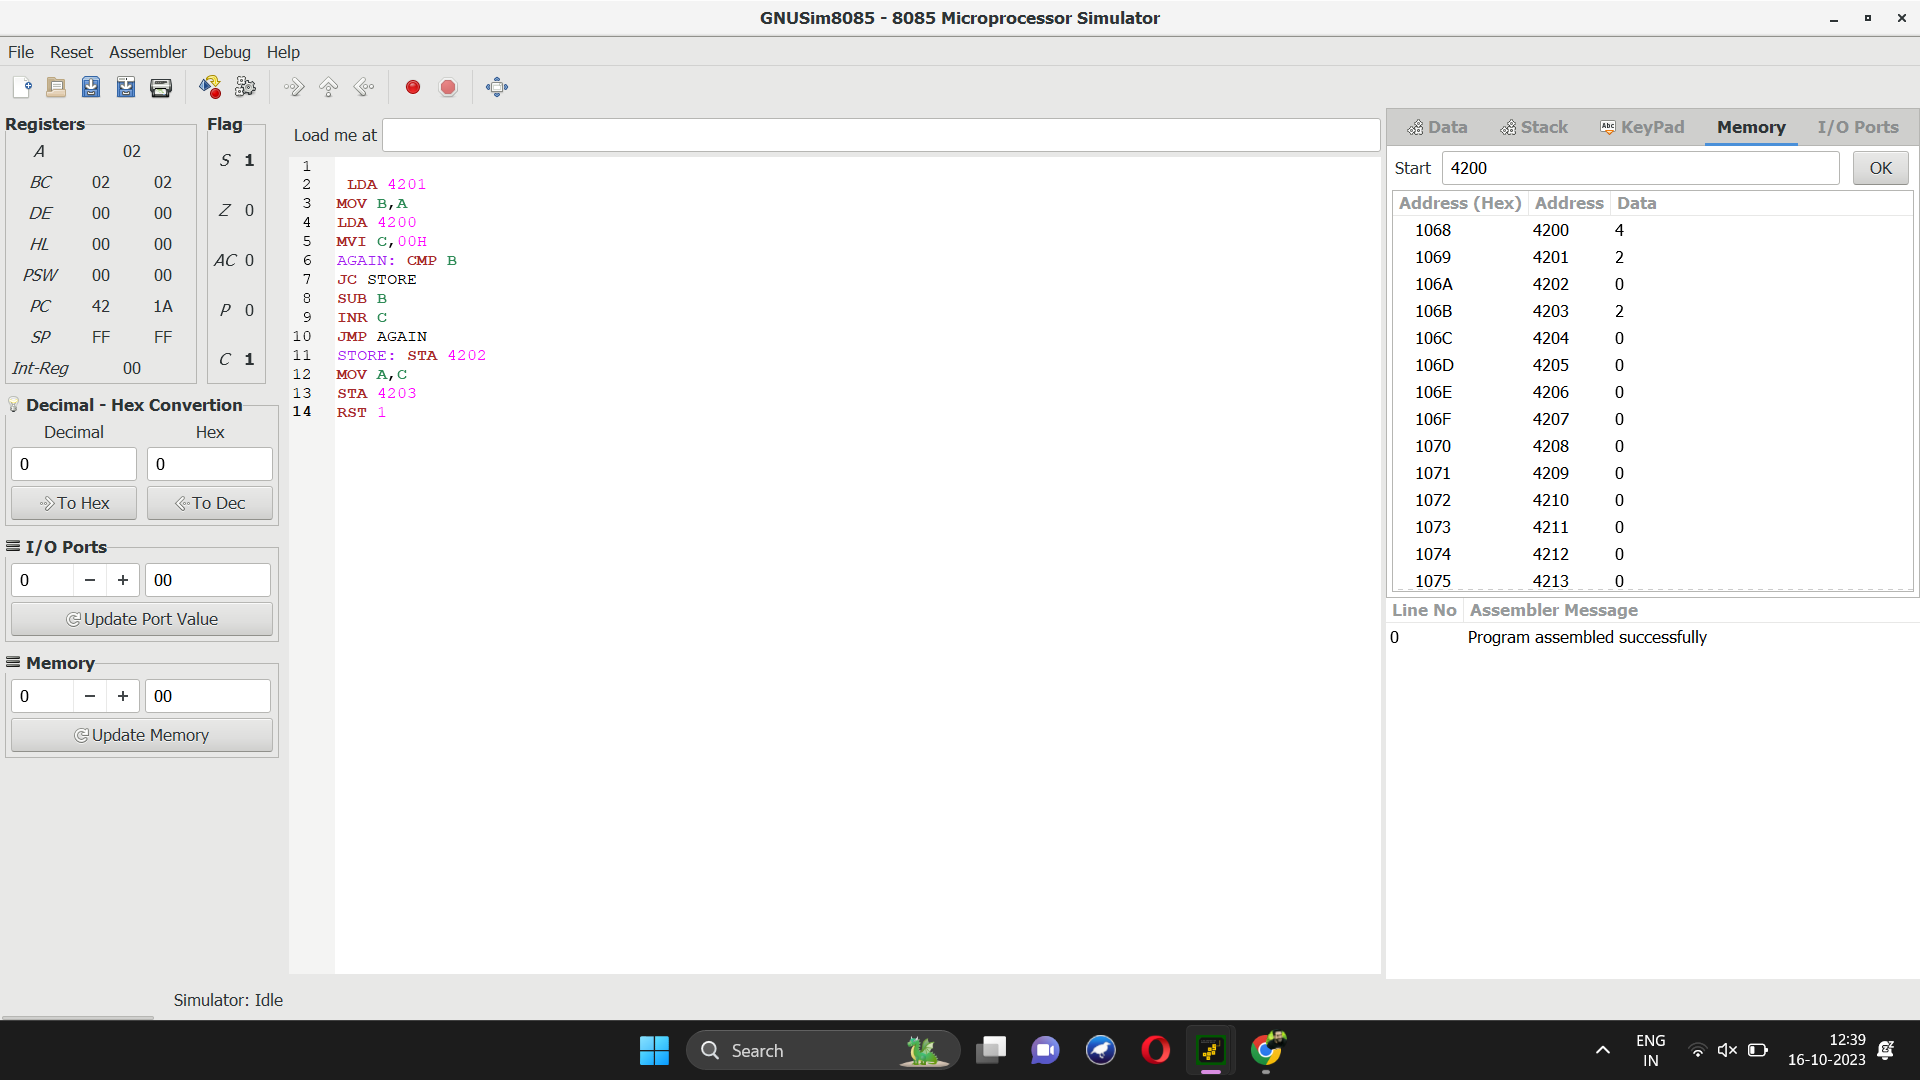 GNUSim8085 - 8085 Microprocessor Simulator
File Reset Assembler Debug Help
Registers
A 02
BC 02 02
DE 00 00
HL 00 00
PSW 00 00
PC 42 1A
SP FF FF
Int-Reg 00
Flag
S 1
Z 0
AC 0
P 0
C 1
Decimal - Hex Convertion
Decimal Hex
0 0
To Hex To Dec
I/O Ports
0 − + 00
Update Port Value
Memory
0 − + 00
Update Memory
Load me at
1
2 LDA 4201
3 MOV B,A
4 LDA 4200
5 MVI C,00H
6 AGAIN: CMP B
7 JC STORE
8 SUB B
9 INR C
10 JMP AGAIN
11 STORE: STA 4202
12 MOV A,C
13 STA 4203
14 RST 1
Data Stack Abc KeyPad Memory I/O Ports
Start 4200 OK
Address (Hex) Address Data
1068 4200 4
1069 4201 2
106A 4202 0
106B 4203 2
106C 4204 0
106D 4205 0
106E 4206 0
106F 4207 0
1070 4208 0
1071 4209 0
1072 4210 0
1073 4211 0
1074 4212 0
1075 4213 0
Line No Assembler Message
0 Program assembled successfully
Simulator: Idle
Search
ENG
IN
12:39
16-10-2023